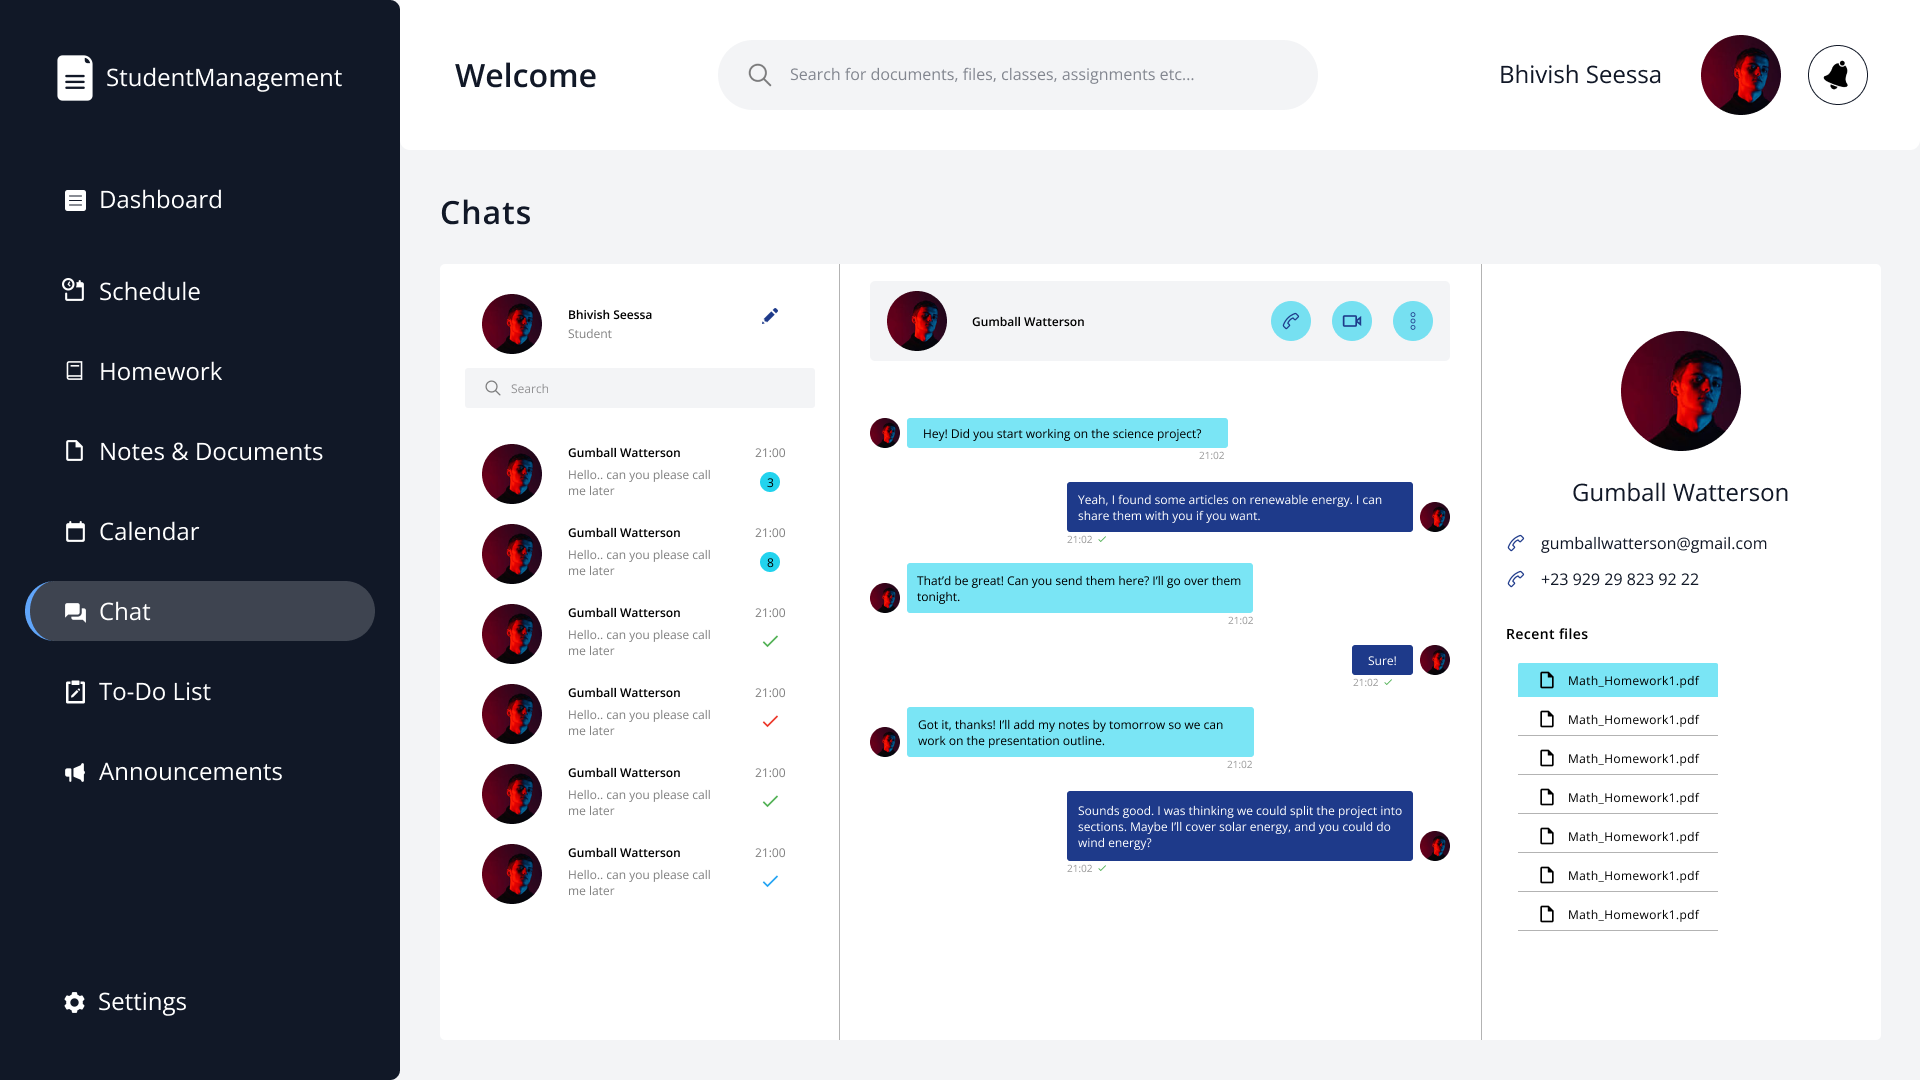 StudentManagement
Dashboard
Schedule
Homework
Notes & Documents
Calendar
Chat
To-Do List
Announcements
Settings
Welcome
Search for documents, files, classes, assignments etc...
Bhivish Seessa
Chats
Bhivish Seessa
Student
Search
Gumball Watterson 21:00
Hello.. can you please call
me later
3
Gumball Watterson 21:00
Hello.. can you please call
me later
8
Gumball Watterson 21:00
Hello.. can you please call
me later
Gumball Watterson 21:00
Hello.. can you please call
me later
Gumball Watterson 21:00
Hello.. can you please call
me later
Gumball Watterson 21:00
Hello.. can you please call
me later
Gumball Watterson
Hey! Did you start working on the science project?
21:02
Yeah, I found some articles on renewable energy. I can
share them with you if you want.
21:02
That’d be great! Can you send them here? I’ll go over them
tonight.
21:02
Sure!
21:02
Got it, thanks! I’ll add my notes by tomorrow so we can
work on the presentation outline.
21:02
Sounds good. I was thinking we could split the project into
sections. Maybe I’ll cover solar energy, and you could do
wind energy?
21:02
Gumball Watterson
gumballwatterson@gmail.com
+23 929 29 823 92 22
Recent files
Math_Homework1.pdf
Math_Homework1.pdf
Math_Homework1.pdf
Math_Homework1.pdf
Math_Homework1.pdf
Math_Homework1.pdf
Math_Homework1.pdf